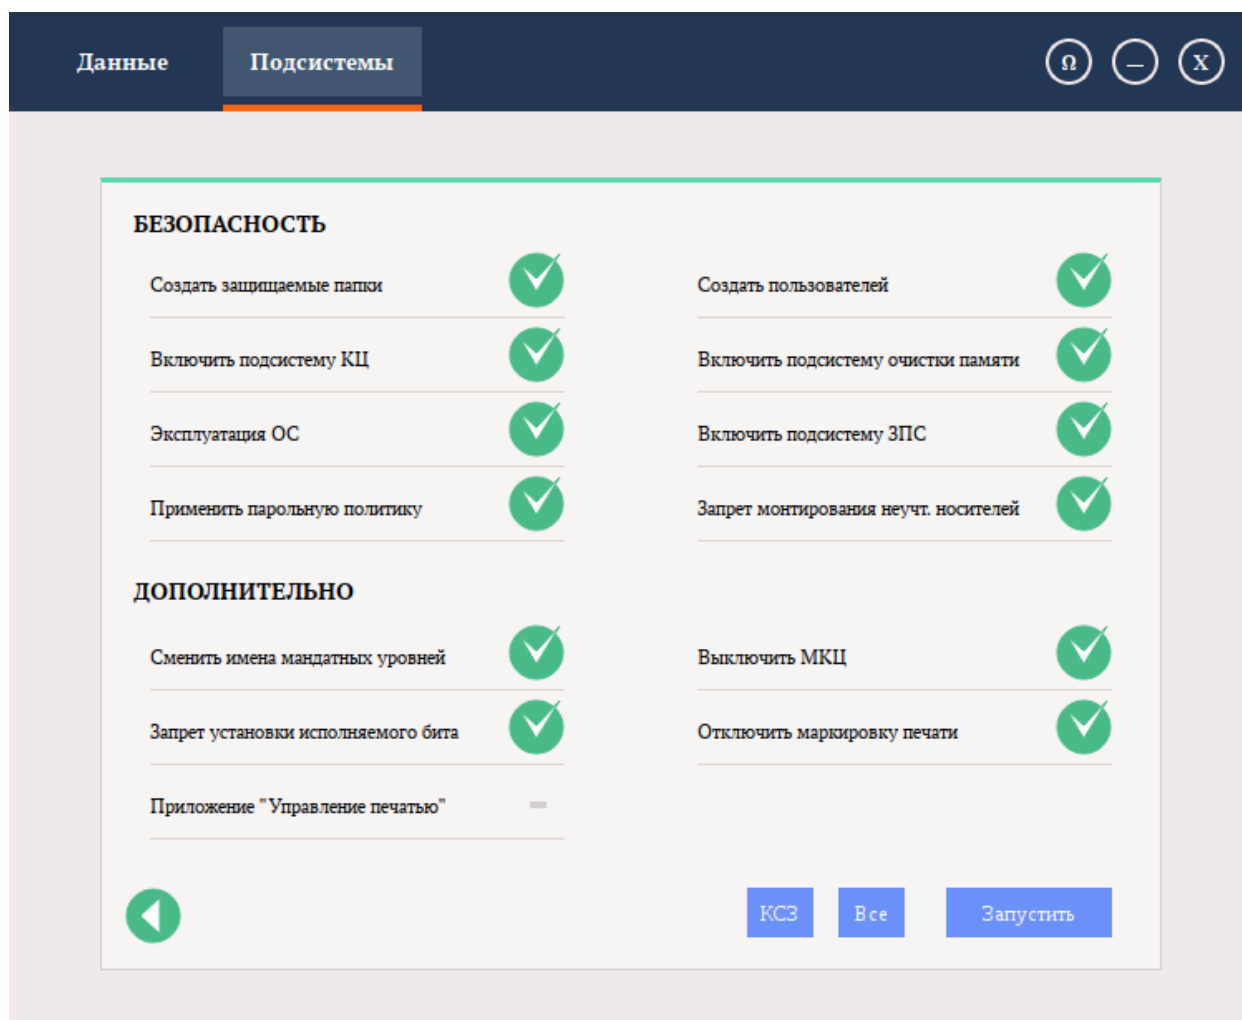 Данные Подсистемы Ω – X
БЕЗОПАСНОСТЬ
Создать защищаемые папки Создать пользователей
Включить подсистему КЦ Включить подсистему очистки памяти
Эксплуатация ОС Включить подсистему ЗПС
Применить парольную политику Запрет монтирования неучт. носителей
ДОПОЛНИТЕЛЬНО
Сменить имена мандатных уровней Выключить МКЦ
Запрет установки исполняемого бита Отключить маркировку печати
Приложение "Управление печатью"
КСЗ Все Запустить